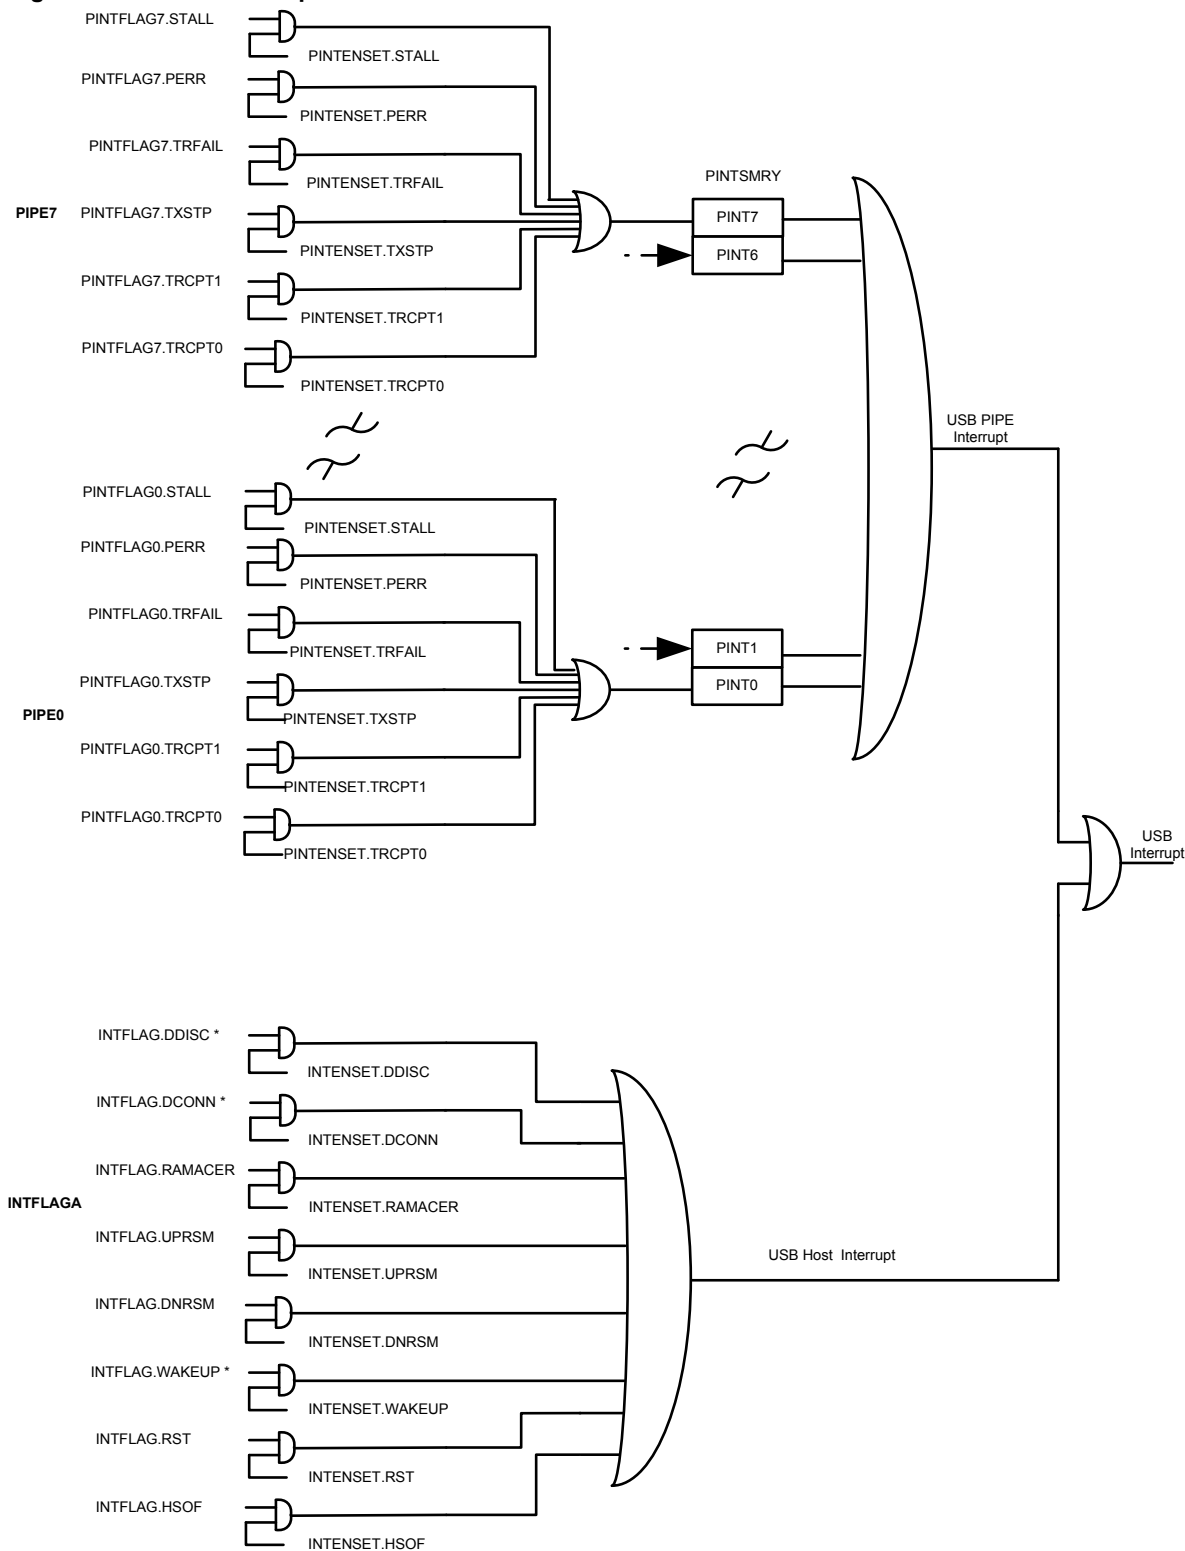 PINTFLAG7.STALL
PINTENSET.STALL
PINTFLAG7.PERR
PINTENSET.PERR
PINTFLAG7.TRFAIL
PINTENSET.TRFAIL
PINTSMRY
PIPE7
PINTFLAG7.TXSTP
PINT7
PINTENSET.TXSTP
PINT6
PINTFLAG7.TRCPT1
PINTENSET.TRCPT1
PINTFLAG7.TRCPT0
PINTENSET.TRCPT0
USB PIPE
Interrupt
PINTFLAG0.STALL
PINTENSET.STALL
PINTFLAG0.PERR
PINTENSET.PERR
PINTFLAG0.TRFAIL
PINTENSET.TRFAIL
PINT1
PINTFLAG0.TXSTP
PINT0
PIPE0
PINTENSET.TXSTP
PINTFLAG0.TRCPT1
PINTENSET.TRCPT1
PINTFLAG0.TRCPT0
PINTENSET.TRCPT0
USB
Interrupt
INTFLAG.DDISC *
INTENSET.DDISC
INTFLAG.DCONN *
INTENSET.DCONN
INTFLAG.RAMACER
INTFLAGA
INTENSET.RAMACER
INTFLAG.UPRSM
USB Host Interrupt
INTENSET.UPRSM
INTFLAG.DNRSM
INTENSET.DNRSM
INTFLAG.WAKEUP *
INTENSET.WAKEUP
INTFLAG.RST
INTENSET.RST
INTFLAG.HSOF
INTENSET.HSOF